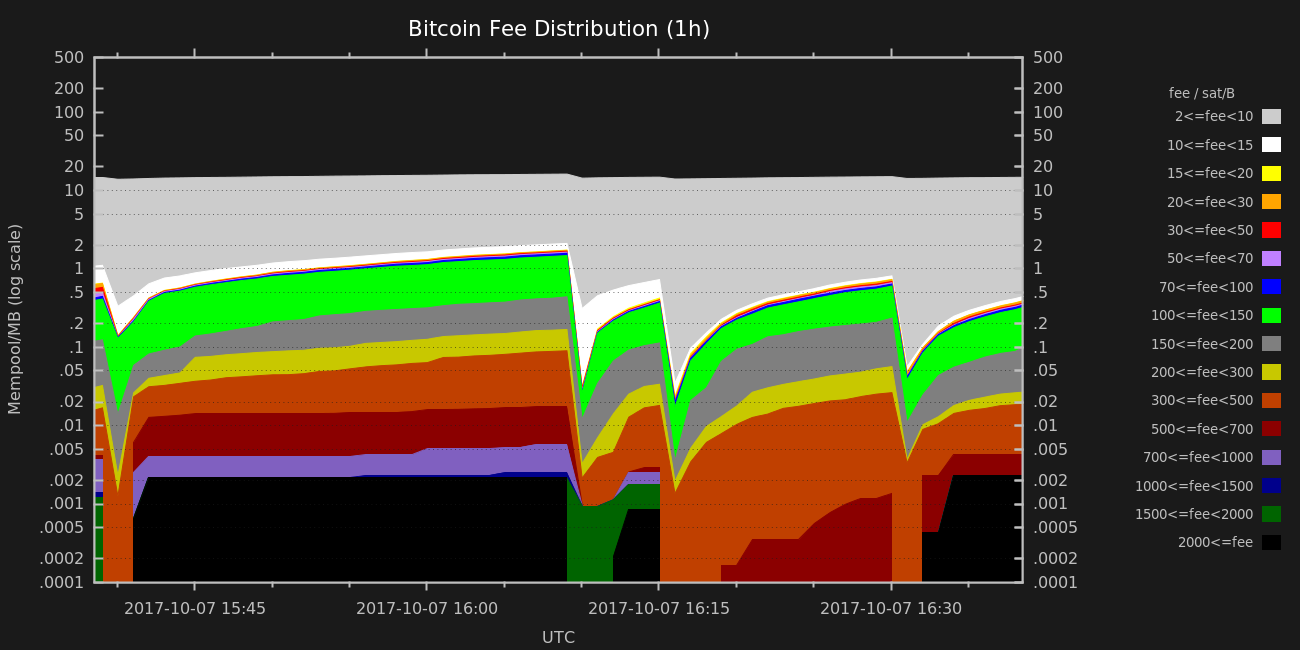 Bitcoin Fee Distribution (1h)
Mempool/MB (log scale)
500
200
100
50
20
10
5
2
1
.5
.2
.1
.05
.02
.01
.005
.002
.001
.0005
.0002
.0001
500
200
100
50
20
10
5
2
1
.5
.2
.1
.05
.02
.01
.005
.002
.001
.0005
.0002
.0001
2017-10-07 15:45
2017-10-07 16:00
2017-10-07 16:15
2017-10-07 16:30
UTC
fee / sat/B
2<=fee<10
10<=fee<15
15<=fee<20
20<=fee<30
30<=fee<50
50<=fee<70
70<=fee<100
100<=fee<150
150<=fee<200
200<=fee<300
300<=fee<500
500<=fee<700
700<=fee<1000
1000<=fee<1500
1500<=fee<2000
2000<=fee